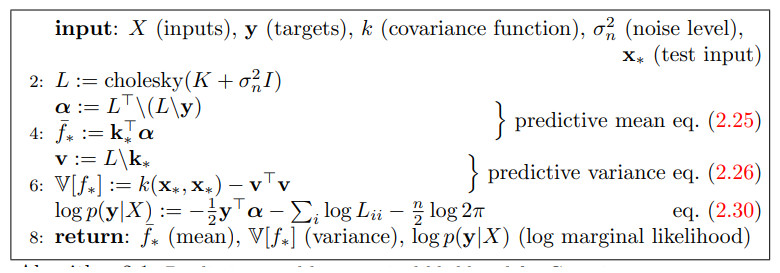 input: X (inputs), y (targets), k (covariance function), σ²ₙ (noise level),
x∗ (test input)
2: L := cholesky(K + σ²ₙI)
α := L⊤\(L\y)
4: f̄∗ := k∗⊤α } predictive mean eq. (2.25)
v := L\k∗
6: 𝕍[f∗] := k(x∗, x∗) − v⊤v } predictive variance eq. (2.26)
log p(y|X) := −½y⊤α − ∑ᵢ log Lᵢᵢ − n/2 log 2π eq. (2.30)
8: return: f̄∗ (mean), 𝕍[f∗] (variance), log p(y|X) (log marginal likelihood)